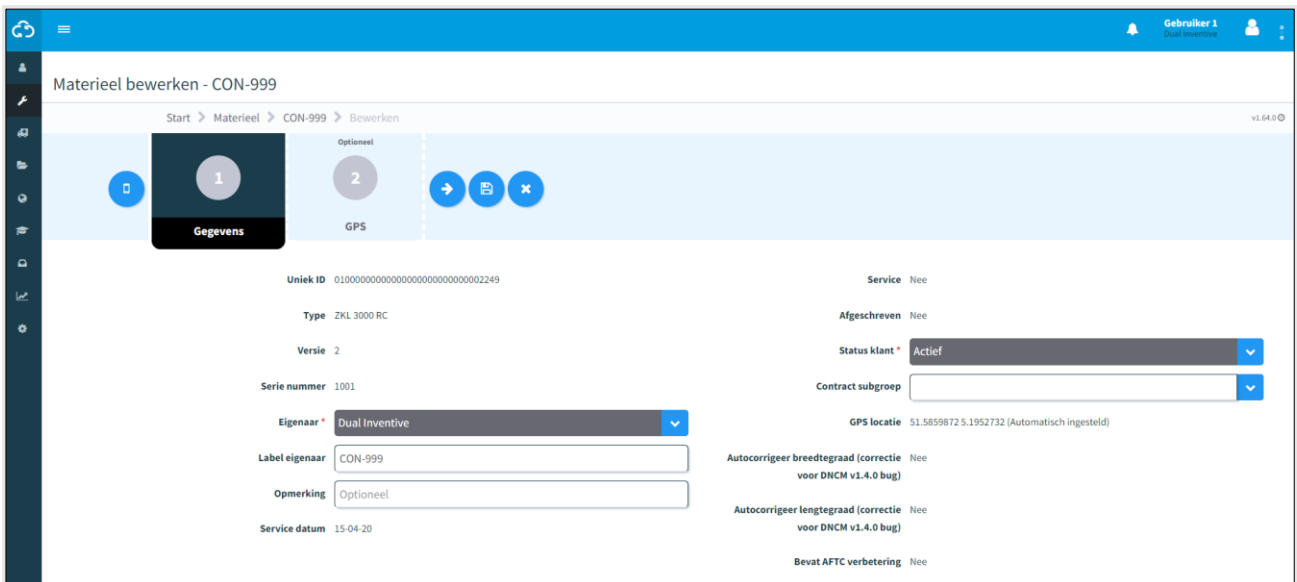 Gebruiker 1
Dual Inventive
Materieel bewerken - CON-999
Start > Materieel > CON-999 > Bewerken
v1.64.0
1
Gegevens
Optioneel
2
GPS
Uniek ID 01000000000000000000000000002249
Type ZKL 3000 RC
Versie 2
Serie nummer 1001
Eigenaar * Dual Inventive
Label eigenaar CON-999
Opmerking Optioneel
Service datum 15-04-20
Service Nee
Afgeschreven Nee
Status klant * Actief
Contract subgroep
GPS locatie 51.5859872 5.1952732 (Automatisch ingesteld)
Autocorrigeer breedtegraad (correctie Nee
voor DNCM v1.4.0 bug)
Autocorrigeer lengtegraad (correctie Nee
voor DNCM v1.4.0 bug)
Bevat AFTC verbetering Nee